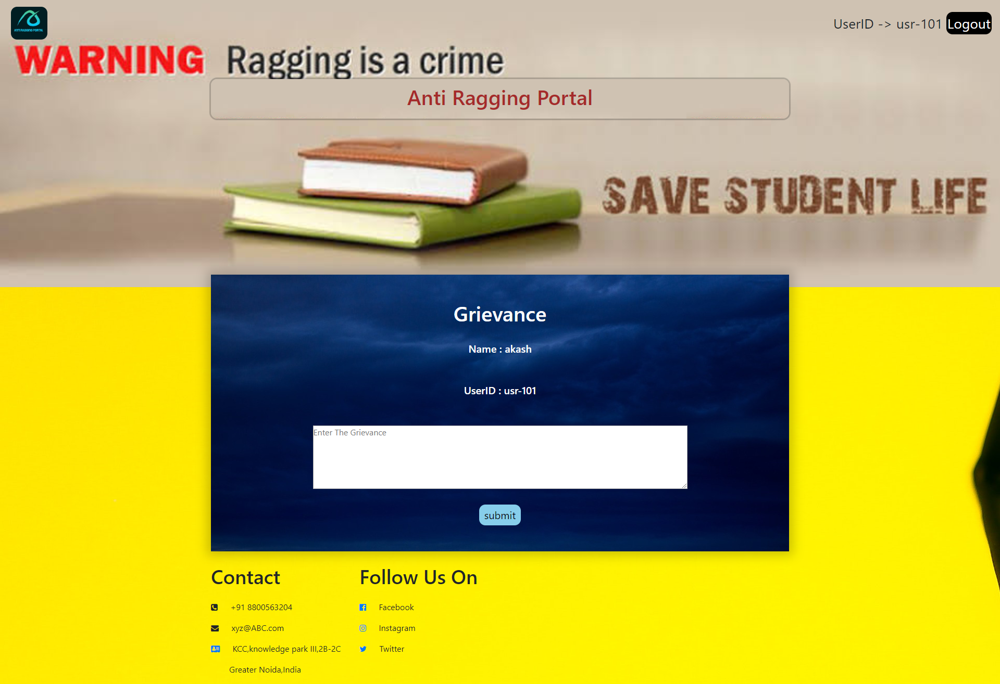 ANTI RAGGING PORTAL
UserID -> usr-101 Logout
WARNING Ragging is a crime
Anti Ragging Portal
SAVE STUDENT LIFE
Grievance
Name : akash
UserID : usr-101
Enter The Grievance
submit
Contact
+91 8800563204
xyz@ABC.com
KCC,knowledge park III,2B-2C
Greater Noida,India
Follow Us On
Facebook
Instagram
Twitter